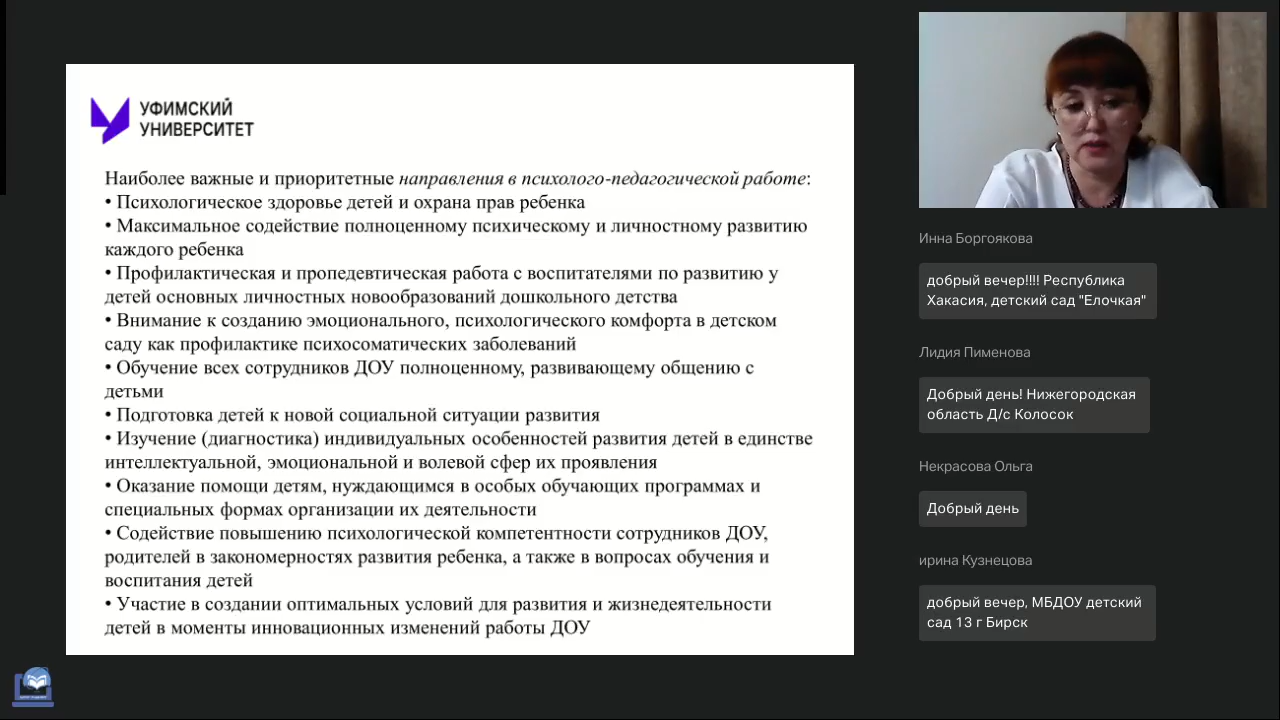 УФИМСКИЙ
УНИВЕРСИТЕТ
Наиболее важные и приоритетные направления в психолого-педагогической работе:
• Психологическое здоровье детей и охрана прав ребенка
• Максимальное содействие полноценному психическому и личностному развитию
каждого ребенка
• Профилактическая и пропедевтическая работа с воспитателями по развитию у
детей основных личностных новообразований дошкольного детства
• Внимание к созданию эмоционального, психологического комфорта в детском
саду как профилактике психосоматических заболеваний
• Обучение всех сотрудников ДОУ полноценному, развивающему общению с
детьми
• Подготовка детей к новой социальной ситуации развития
• Изучение (диагностика) индивидуальных особенностей развития детей в единстве
интеллектуальной, эмоциональной и волевой сфер их проявления
• Оказание помощи детям, нуждающимся в особых обучающих программах и
специальных формах организации их деятельности
• Содействие повышению психологической компетентности сотрудников ДОУ,
родителей в закономерностях развития ребенка, а также в вопросах обучения и
воспитания детей
• Участие в создании оптимальных условий для развития и жизнедеятельности
детей в моменты инновационных изменений работы ДОУ
Инна Боргоякова
добрый вечер!!!! Республика
Хакасия, детский сад "Елочкая"
Лидия Пименова
Добрый день! Нижегородская
область Д/с Колосок
Некрасова Ольга
Добрый день
ирина Кузнецова
добрый вечер, МБДОУ детский
сад 13 г Бирск